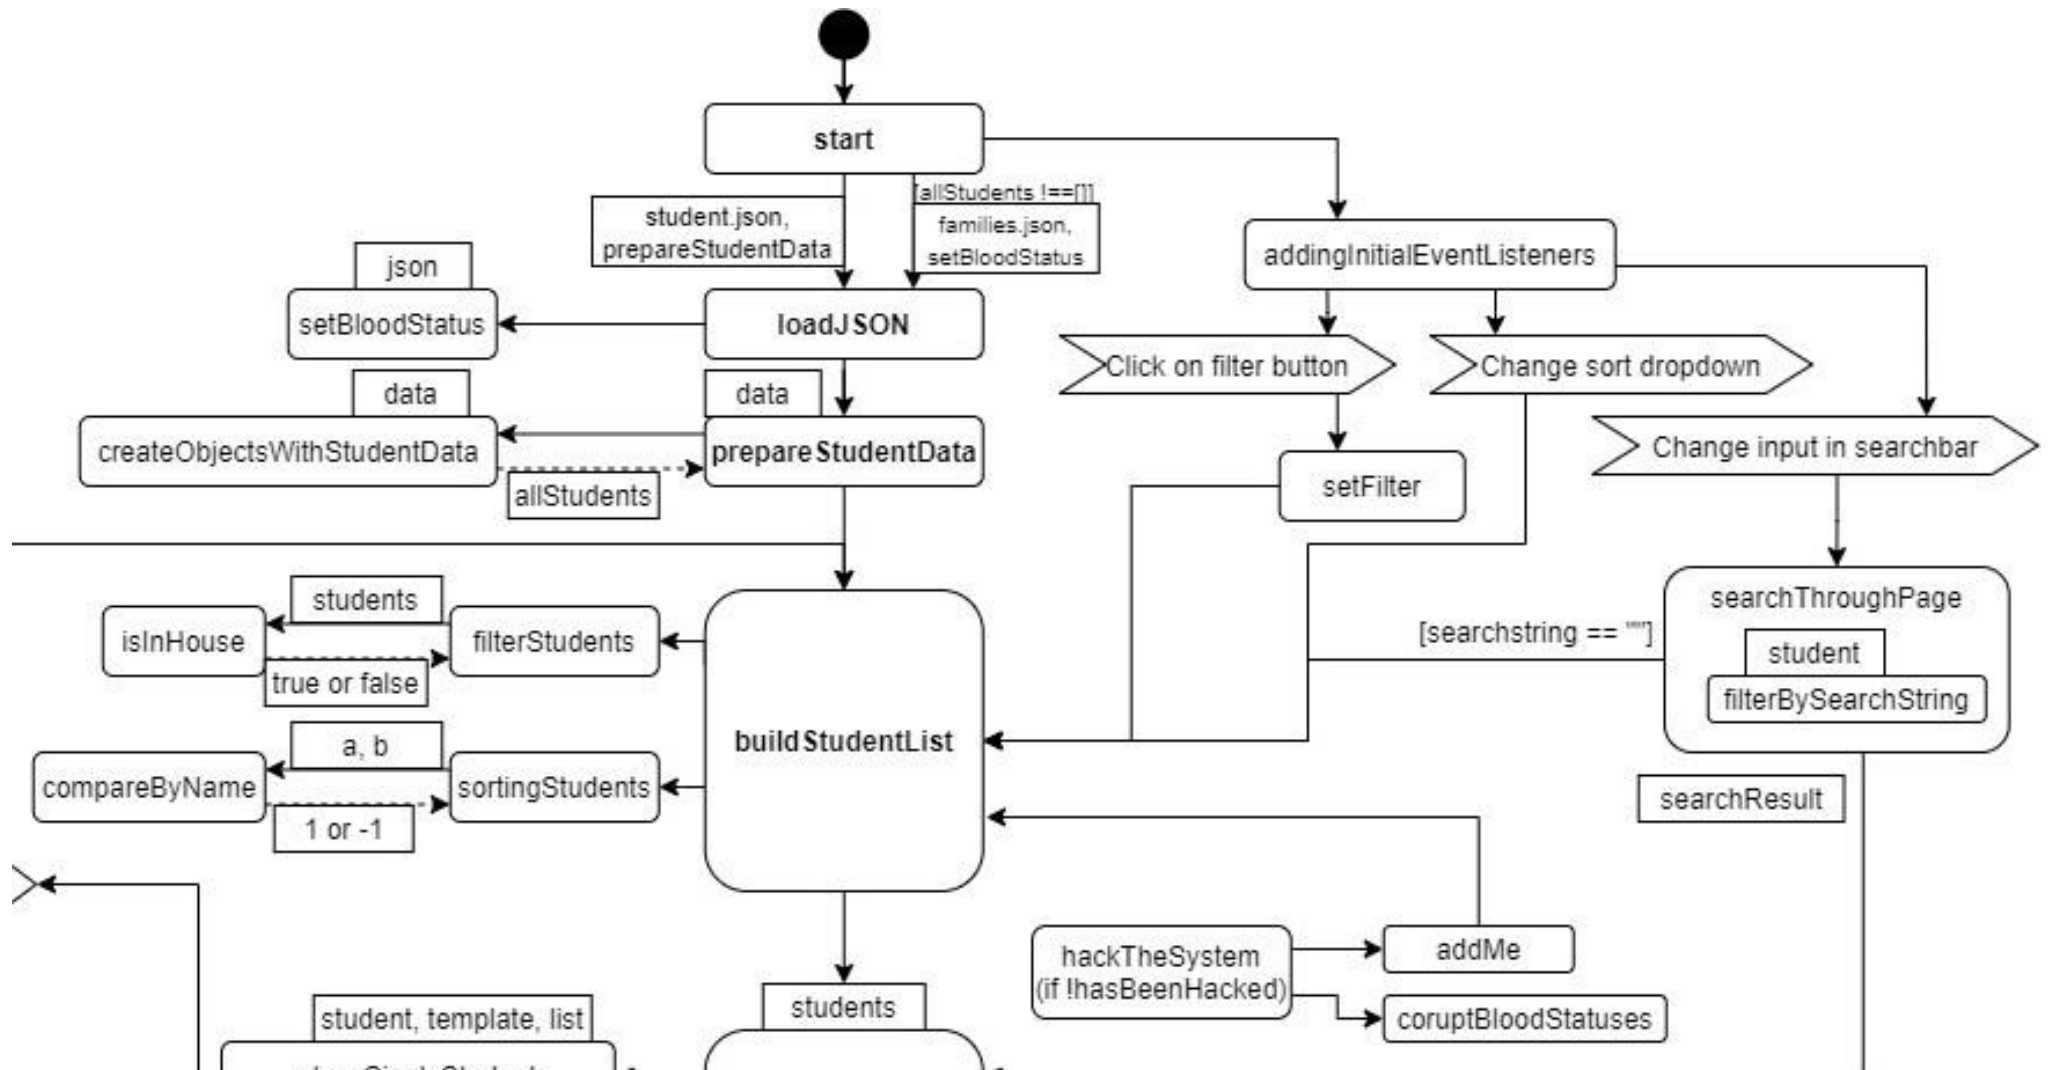 start
[allStudents !==[]]
student.json,
prepareStudentData
families.json,
setBloodStatus
addingInitialEventListeners
json
setBloodStatus
loadJSON
Click on filter button
Change sort dropdown
data
data
createObjectsWithStudentData
prepareStudentData
allStudents
Change input in searchbar
setFilter
students
isInHouse
filterStudents
true or false
searchThroughPage
[searchstring == ""]
student
filterBySearchString
a, b
buildStudentList
compareByName
sortingStudents
1 or -1
searchResult
hackTheSystem
(if !hasBeenHacked)
addMe
coruptBloodStatuses
students
student, template, list